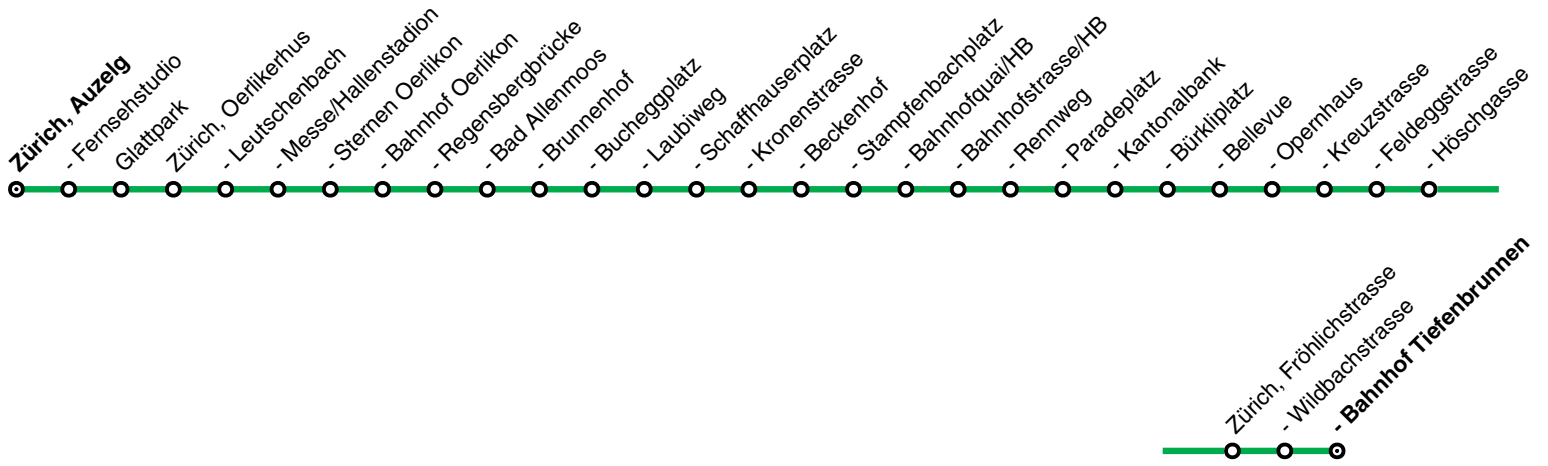 Zürich, Auzelg
- Fernsehstudio
Glattpark
Zürich, Oerlikerhus
- Leutschenbach
- Messe/Hallenstadion
- Sternen Oerlikon
- Bahnhof Oerlikon
- Regensbergbrücke
- Bad Allenmoos
- Brunnenhof
- Bucheggplatz
- Laubiweg
- Schaffhauserplatz
- Kronenstrasse
- Beckenhof
- Stampfenbachplatz
- Bahnhofquai/HB
- Bahnhofstrasse/HB
- Rennweg
- Paradeplatz
- Kantonalbank
- Bürkliplatz
- Bellevue
- Opernhaus
- Kreuzstrasse
- Feldeggstrasse
- Höschgasse
Zürich, Fröhlichstrasse
- Wildbachstrasse
- Bahnhof Tiefenbrunnen